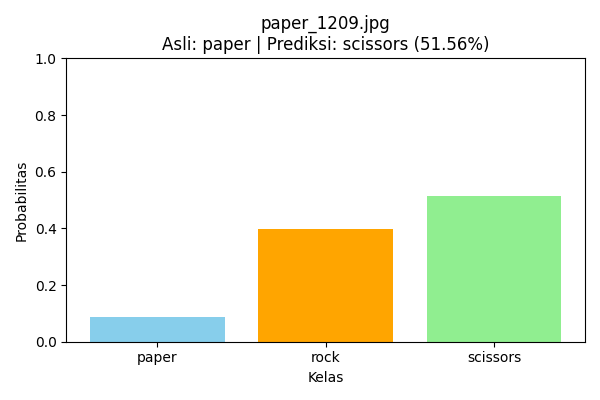 paper_1209.jpg
Asli: paper | Prediksi: scissors (51.56%)
1.0
0.8
0.6
0.4
0.2
0.0
Probabilitas
paper rock scissors
Kelas